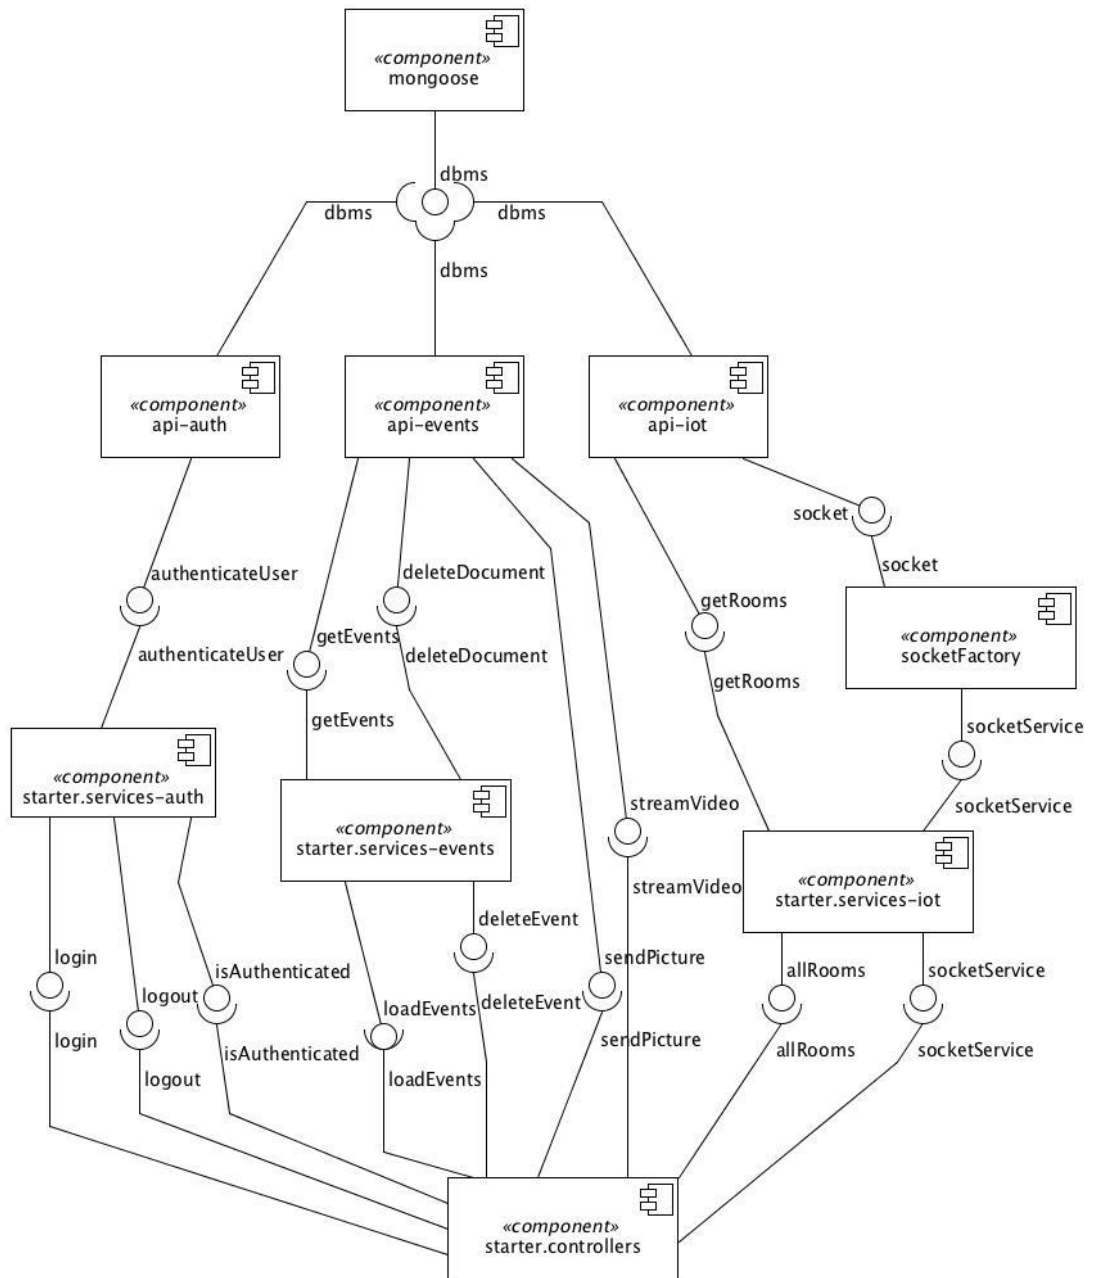 «component»
mongoose
dbms
dbms
dbms
dbms
«component»
api-auth
«component»
api-events
«component»
api-iot
socket
socket
authenticateUser
deleteDocument
getRooms
getEvents
authenticateUser
deleteDocument
«component»
socketFactory
getRooms
getEvents
socketService
«component»
starter.services-auth
streamVideo
socketService
«component»
starter.services-events
«component»
starter.services-iot
streamVideo
deleteEvent
login
isAuthenticated
sendPicture
allRooms
socketService
logout
loadEvents
deleteEvent
login
isAuthenticated
sendPicture
allRooms
socketService
logout
loadEvents
«component»
starter.controllers